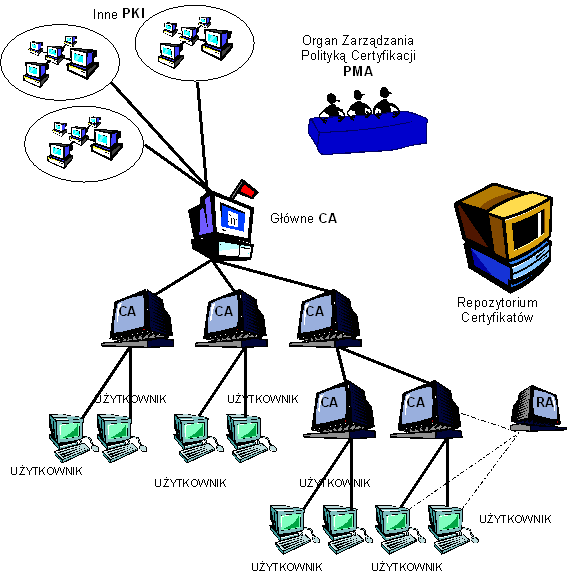 Inne PKI
Organ Zarządzania
Polityką Certyfikacji
PMA
Główne CA
Repozytorium
Certyfikatów
CA
CA
CA
CA
CA
RA
UŻYTKOWNIK
UŻYTKOWNIK
UŻYTKOWNIK
UŻYTKOWNIK
UŻYTKOWNIK
UŻYTKOWNIK
UŻYTKOWNIK
UŻYTKOWNIK